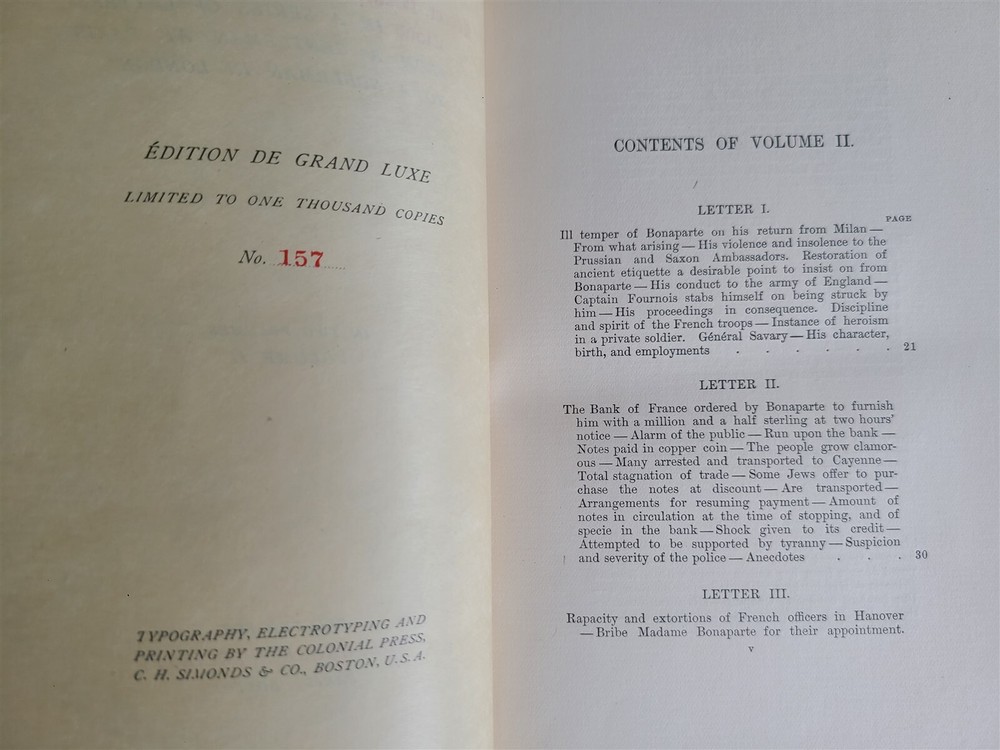 ÉDITION DE GRAND LUXE
LIMITED TO ONE THOUSAND COPIES
No. 157
TYPOGRAPHY, ELECTROTYPING AND
PRINTING BY THE COLONIAL PRESS,
C. H. SIMONDS & CO., BOSTON, U.S.A.
CONTENTS OF VOLUME II.
LETTER I.
PAGE
Ill temper of Bonaparte on his return from Milan —
From what arising — His violence and insolence to the
Prussian and Saxon Ambassadors. Restoration of
ancient etiquette a desirable point to insist on from
Bonaparte — His conduct to the army of England —
Captain Fournois stabs himself on being struck by
him — His proceedings in consequence. Discipline
and spirit of the French troops — Instance of heroism
in a private soldier. Général Savary — His character,
birth, and employments . . . . . . 21
LETTER II.
The Bank of France ordered by Bonaparte to furnish
him with a million and a half sterling at two hours'
notice — Alarm of the public — Run upon the bank —
Notes paid in copper coin — The people grow clamor-
ous — Many arrested and transported to Cayenne —
Total stagnation of trade — Some Jews offer to pur-
chase the notes at discount — Are transported —
Arrangements for resuming payment — Amount of
notes in circulation at the time of stopping, and of
specie in the bank — Shock given to its credit —
Attempted to be supported by tyranny — Suspicion
and severity of the police — Anecdotes . . . 30
LETTER III.
Rapacity and extortions of French officers in Hanover
— Bribe Madame Bonaparte for their appointment.
v